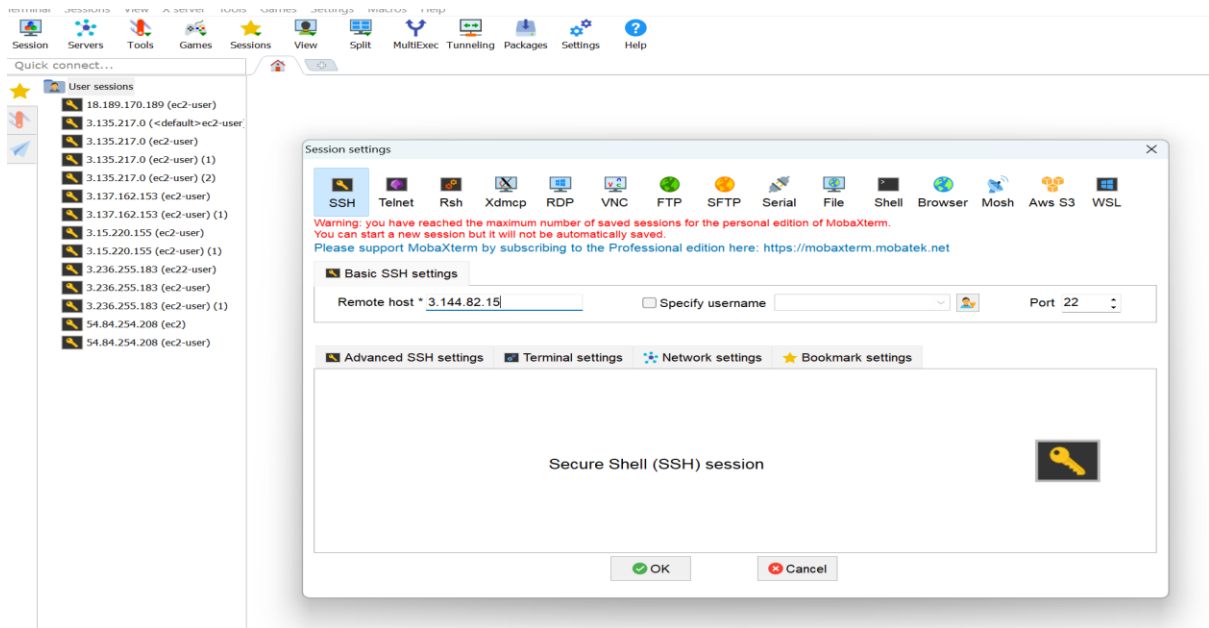 Terminal Sessions View X server Tools Games Settings Macros Help
Session Servers Tools Games Sessions View Split MultiExec Tunneling Packages Settings Help
Quick connect...
User sessions
18.189.170.189 (ec2-user)
3.135.217.0 (<default>ec2-user)
3.135.217.0 (ec2-user)
3.135.217.0 (ec2-user) (1)
3.135.217.0 (ec2-user) (2)
3.137.162.153 (ec2-user)
3.137.162.153 (ec2-user) (1)
3.15.220.155 (ec2-user)
3.15.220.155 (ec2-user) (1)
3.236.255.183 (ec22-user)
3.236.255.183 (ec2-user)
3.236.255.183 (ec2-user) (1)
54.84.254.208 (ec2)
54.84.254.208 (ec2-user)
Session settings
SSH Telnet Rsh Xdmcp RDP VNC FTP SFTP Serial File Shell Browser Mosh Aws S3 WSL
Warning: you have reached the maximum number of saved sessions for the personal edition of MobaXterm.
You can start a new session but it will not be automatically saved.
Please support MobaXterm by subscribing to the Professional edition here: https://mobaxterm.mobatek.net
Basic SSH settings
Remote host * 3.144.82.15 Specify username Port 22
Advanced SSH settings Terminal settings Network settings Bookmark settings
Secure Shell (SSH) session
OK Cancel